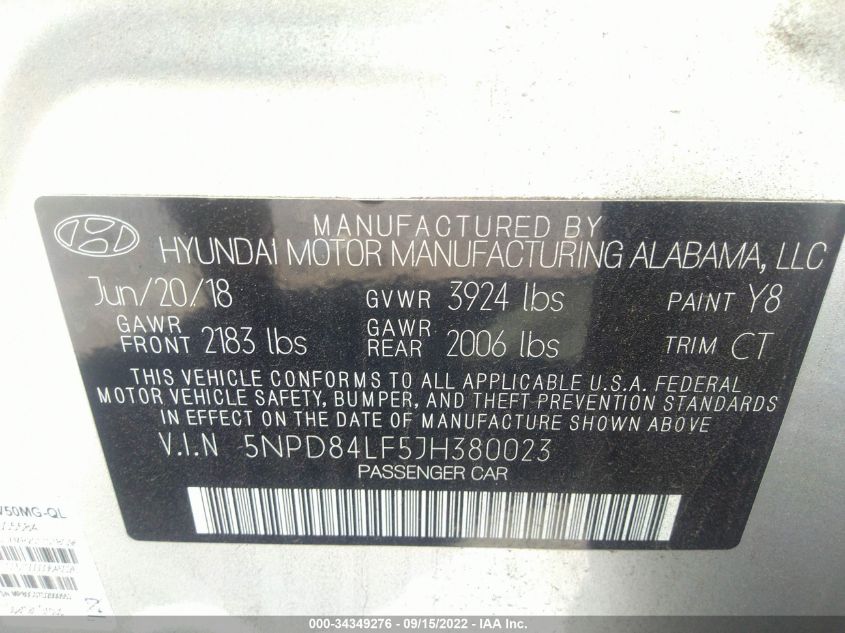 MANUFACTURED BY
HYUNDAI MOTOR MANUFACTURING ALABAMA, LLC
Jun/20/18 GVWR 3924 lbs PAINT Y8
GAWR FRONT 2183 lbs GAWR REAR 2006 lbs TRIM CT
THIS VEHICLE CONFORMS TO ALL APPLICABLE U.S.A. FEDERAL
MOTOR VEHICLE SAFETY, BUMPER, AND THEFT PREVENTION STANDARDS
IN EFFECT ON THE DATE OF MANUFACTURE SHOWN ABOVE
V.I.N 5NPD84LF5JH380023
PASSENGER CAR
50MG-QL
000-34349276 - 09/15/2022 - IAA Inc.